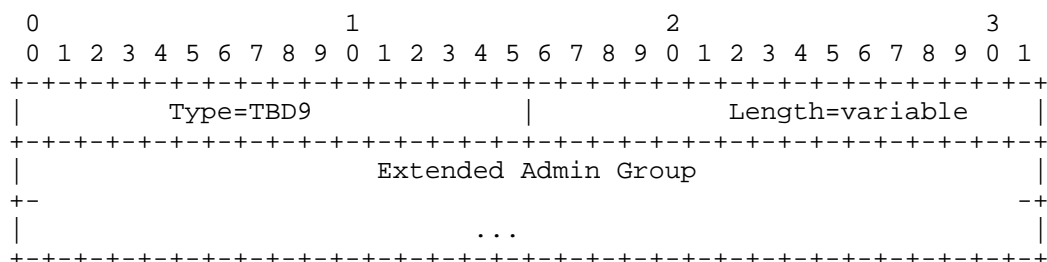 0                   1                   2                   3
 0 1 2 3 4 5 6 7 8 9 0 1 2 3 4 5 6 7 8 9 0 1 2 3 4 5 6 7 8 9 0 1
+-+-+-+-+-+-+-+-+-+-+-+-+-+-+-+-+-+-+-+-+-+-+-+-+-+-+-+-+-+-+-+-+
|         Type=TBD9             |            Length=variable    |
+-+-+-+-+-+-+-+-+-+-+-+-+-+-+-+-+-+-+-+-+-+-+-+-+-+-+-+-+-+-+-+-+
|                      Extended Admin Group                     |
+-                                                             -+
|                            ...                                |
+-+-+-+-+-+-+-+-+-+-+-+-+-+-+-+-+-+-+-+-+-+-+-+-+-+-+-+-+-+-+-+-+